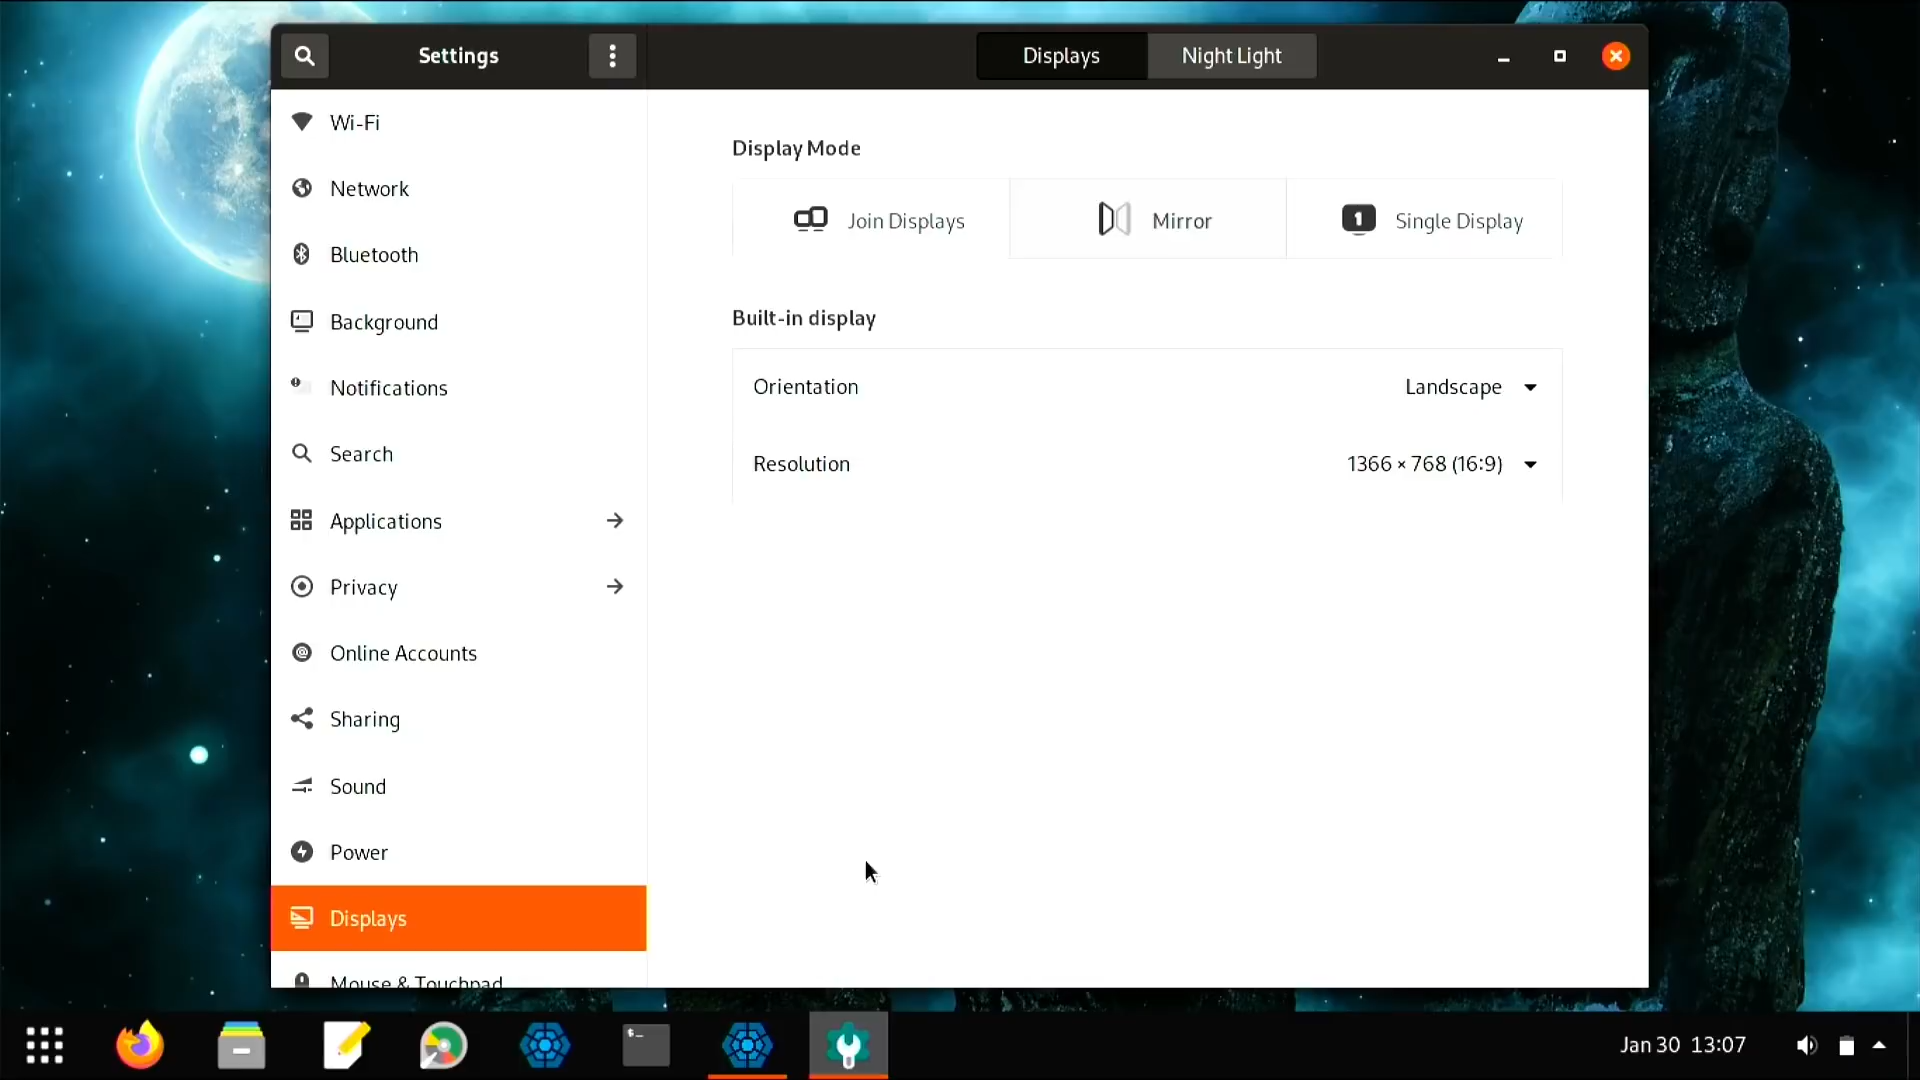 Settings
Displays
Night Light
Wi-Fi
Network
Bluetooth
Background
Notifications
Search
Applications
Privacy
Online Accounts
Sharing
Sound
Power
Displays
Mouse & Touchpad
Display Mode
Join Displays
Mirror
1
Single Display
Built-in display
Orientation
Landscape
Resolution
1366 × 768 (16:9)
$_
Jan 30 13:07